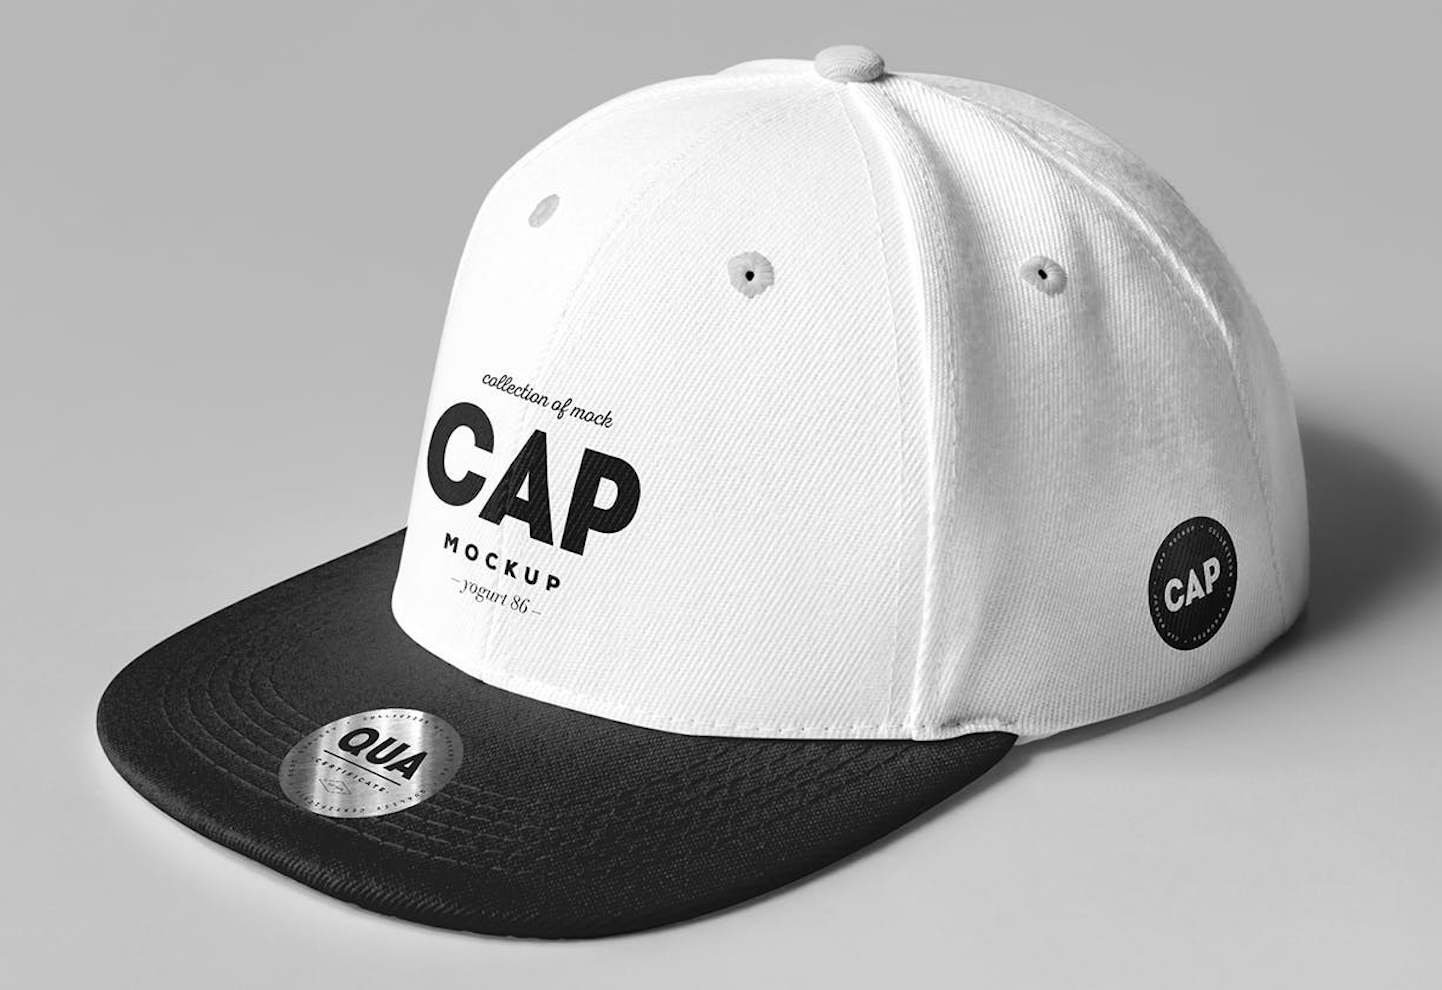 collection of mock
CAP
MOCKUP
– yogurt 86 –
QUA
CERTIFICATE
CAP